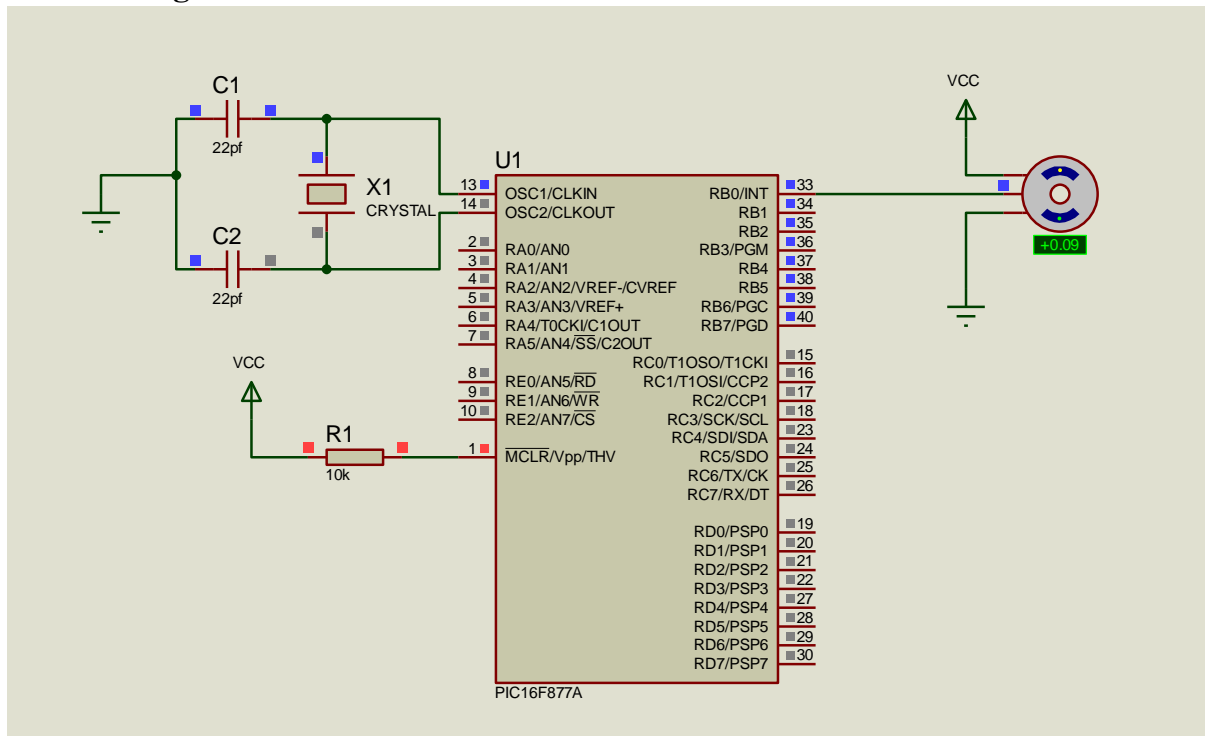 C1
22pf
X1
CRYSTAL
C2
22pf
VCC
R1
10k
U1
13 OSC1/CLKIN
14 OSC2/CLKOUT
2 RA0/AN0
3 RA1/AN1
4 RA2/AN2/VREF-/CVREF
5 RA3/AN3/VREF+
6 RA4/T0CKI/C1OUT
7 RA5/AN4/SS/C2OUT
8 RE0/AN5/RD
9 RE1/AN6/WR
10 RE2/AN7/CS
1 MCLR/Vpp/THV
RB0/INT 33
RB1 34
RB2 35
RB3/PGM 36
RB4 37
RB5 38
RB6/PGC 39
RB7/PGD 40
RC0/T1OSO/T1CKI 15
RC1/T1OSI/CCP2 16
RC2/CCP1 17
RC3/SCK/SCL 18
RC4/SDI/SDA 23
RC5/SDO 24
RC6/TX/CK 25
RC7/RX/DT 26
RD0/PSP0 19
RD1/PSP1 20
RD2/PSP2 21
RD3/PSP3 22
RD4/PSP4 27
RD5/PSP5 28
RD6/PSP6 29
RD7/PSP7 30
PIC16F877A
VCC
+0.09